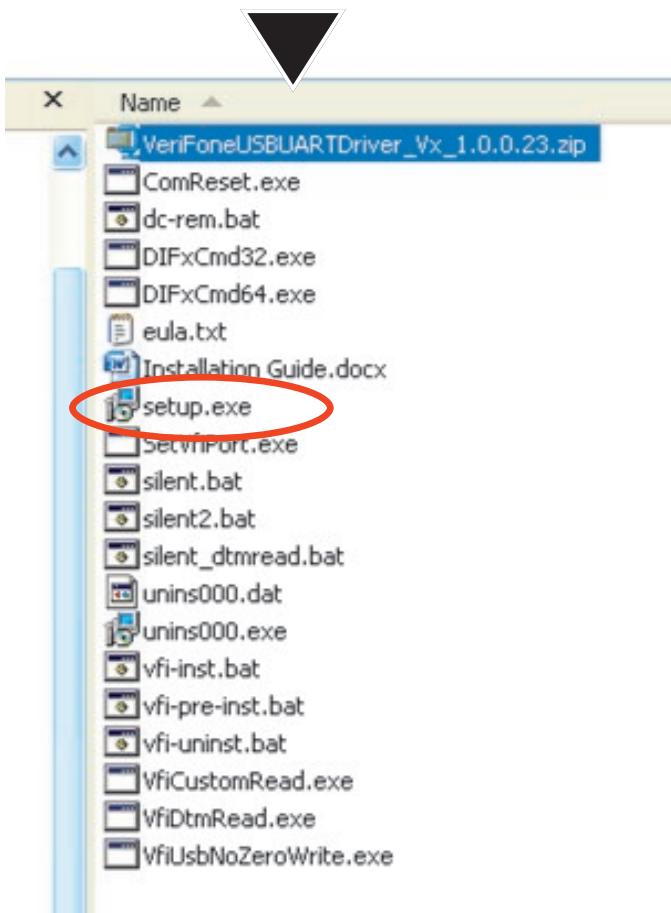 Name
VeriFoneUSBUARTDriver_Vx_1.0.0.23.zip
ComReset.exe
dc-rem.bat
DIFxCmd32.exe
DIFxCmd64.exe
eula.txt
Installation Guide.docx
setup.exe
SetVfiPort.exe
silent.bat
silent2.bat
silent_dtmread.bat
unins000.dat
unins000.exe
vfi-inst.bat
vfi-pre-inst.bat
vfi-uninst.bat
VfiCustomRead.exe
VfiDtmRead.exe
VfiUsbNoZeroWrite.exe